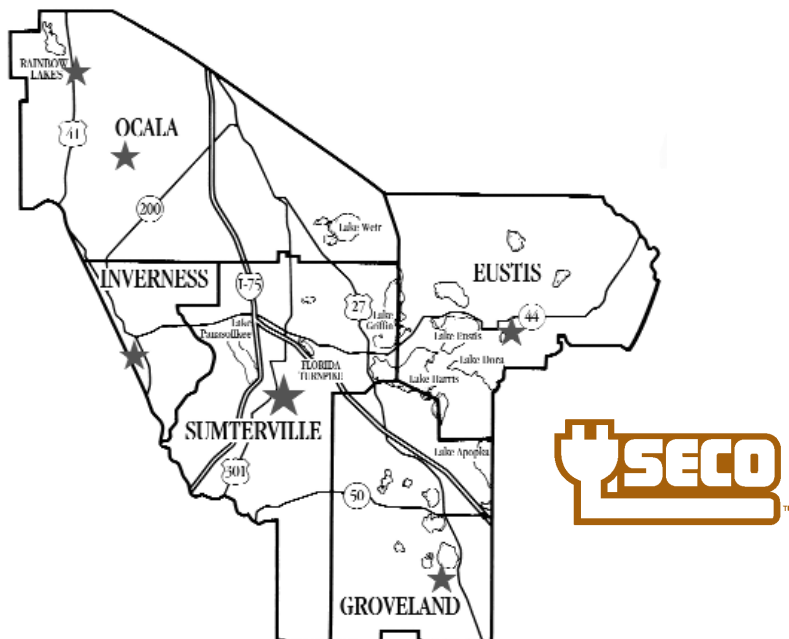 RAINBOW
LAKES
OCALA
41
200
Lake Weir
INVERNESS
I-75
EUSTIS
27
Lake
Griffin
44
Lake
Panasoffkee
Lake Eustis
Lake Dora
FLORIDA
TURNPIKE
Lake Harris
SUMTERVILLE
Lake Apopka
301
50
GROVELAND
SECO
TM